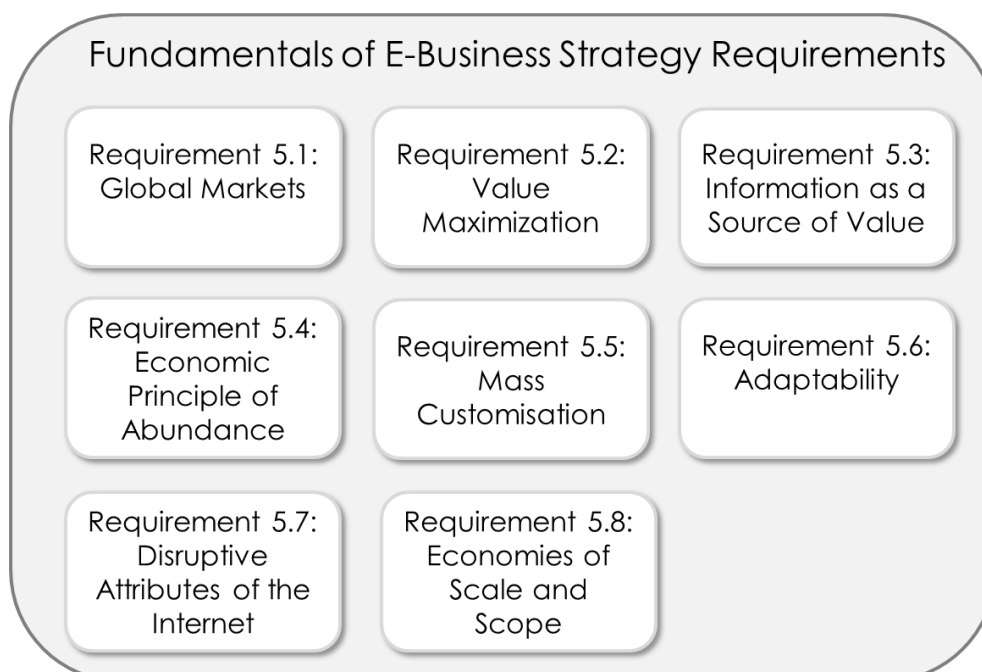 Fundamentals of E-Business Strategy Requirements
Requirement 5.1:
Global Markets
Requirement 5.2:
Value
Maximization
Requirement 5.3:
Information as a
Source of Value
Requirement 5.4:
Economic
Principle of
Abundance
Requirement 5.5:
Mass
Customisation
Requirement 5.6:
Adaptability
Requirement 5.7:
Disruptive
Attributes of the
Internet
Requirement 5.8:
Economies of
Scale and
Scope